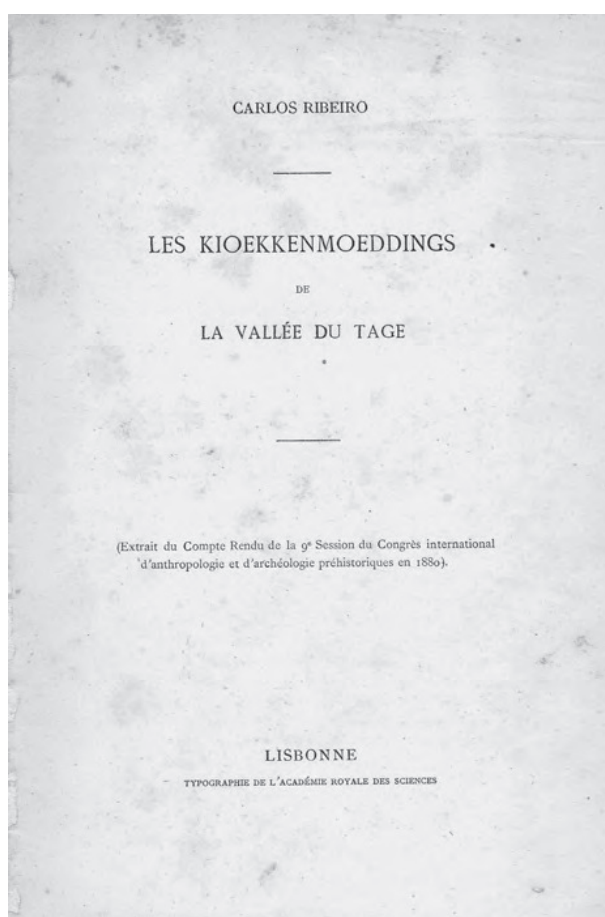 CARLOS RIBEIRO
LES KIOEKKENMOEDDINGS
DE
LA VALLÉE DU TAGE
(Extrait du Compte Rendu de la 9e Session du Congrès international
d'anthropologie et d'archéologie préhistoriques en 1880).
LISBONNE
TYPOGRAPHIE DE L'ACADÉMIE ROYALE DES SCIENCES